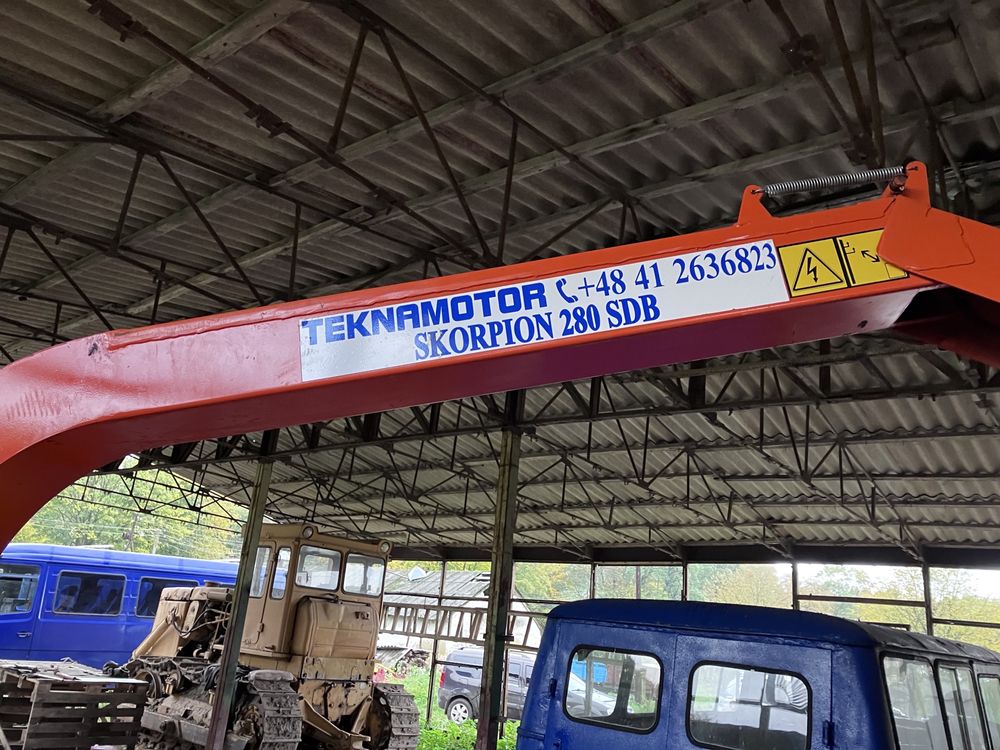 TEKNAMOTOR +48 41 2636823
SKORPION 280 SDB